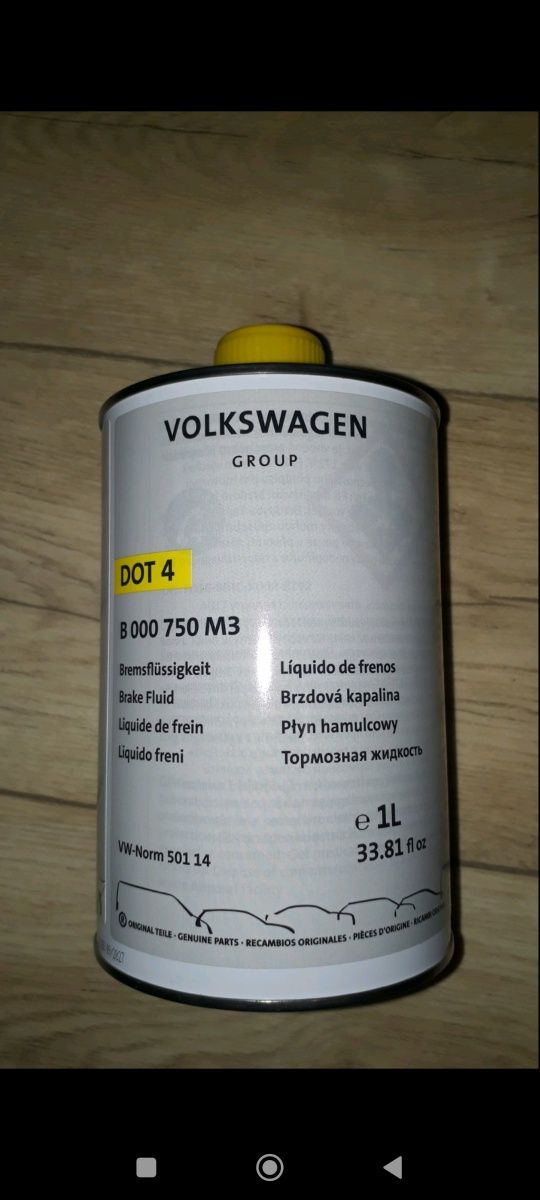 VOLKSWAGEN
GROUP
DOT 4
B 000 750 M3
Bremsflüssigkeit
Brake Fluid
Liquide de frein
Liquido freni
Líquido de frenos
Brzdová kapalina
Płyn hamulcowy
Тормозная жидкость
e 1L
33.81 fl oz
VW-Norm 501 14
® ORIGINAL TEILE · GENUINE PARTS · RECAMBIOS ORIGINALES · PIÈCES D'ORIGINE · RICAMBI